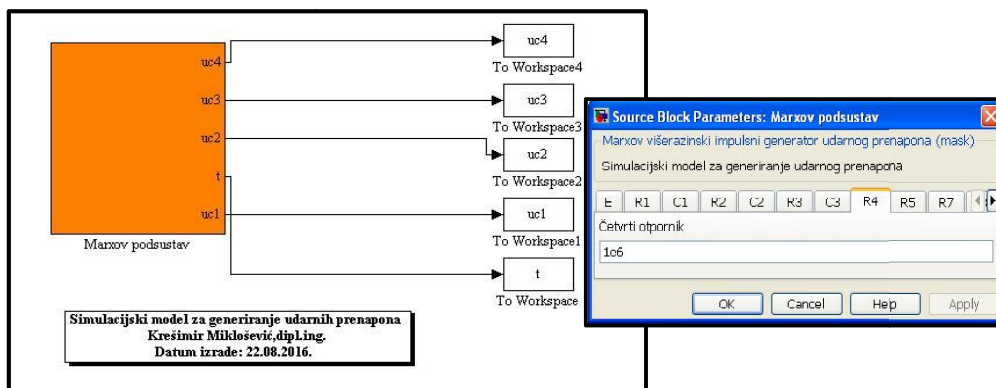 uc4
uc3
uc2
t
uc1
Marxov podsustav
uc4
To Workspace4
uc3
To Workspace3
uc2
To Workspace2
uc1
To Workspace1
t
To Workspace
Simulacijski model za generiranje udarnih prenapona
Krešimir Miklošević,dipl.ing.
Datum izrade: 22.08.2016.
Source Block Parameters: Marxov podsustav
Marxov višerazinski impulsni generator udarnog prenapona (mask)
Simulacijski model za generiranje udarnog prenapona
E R1 C1 R2 C2 R3 C3 R4 R5 R7
Četvrti otpornik
1e6
OK Cancel Help Apply